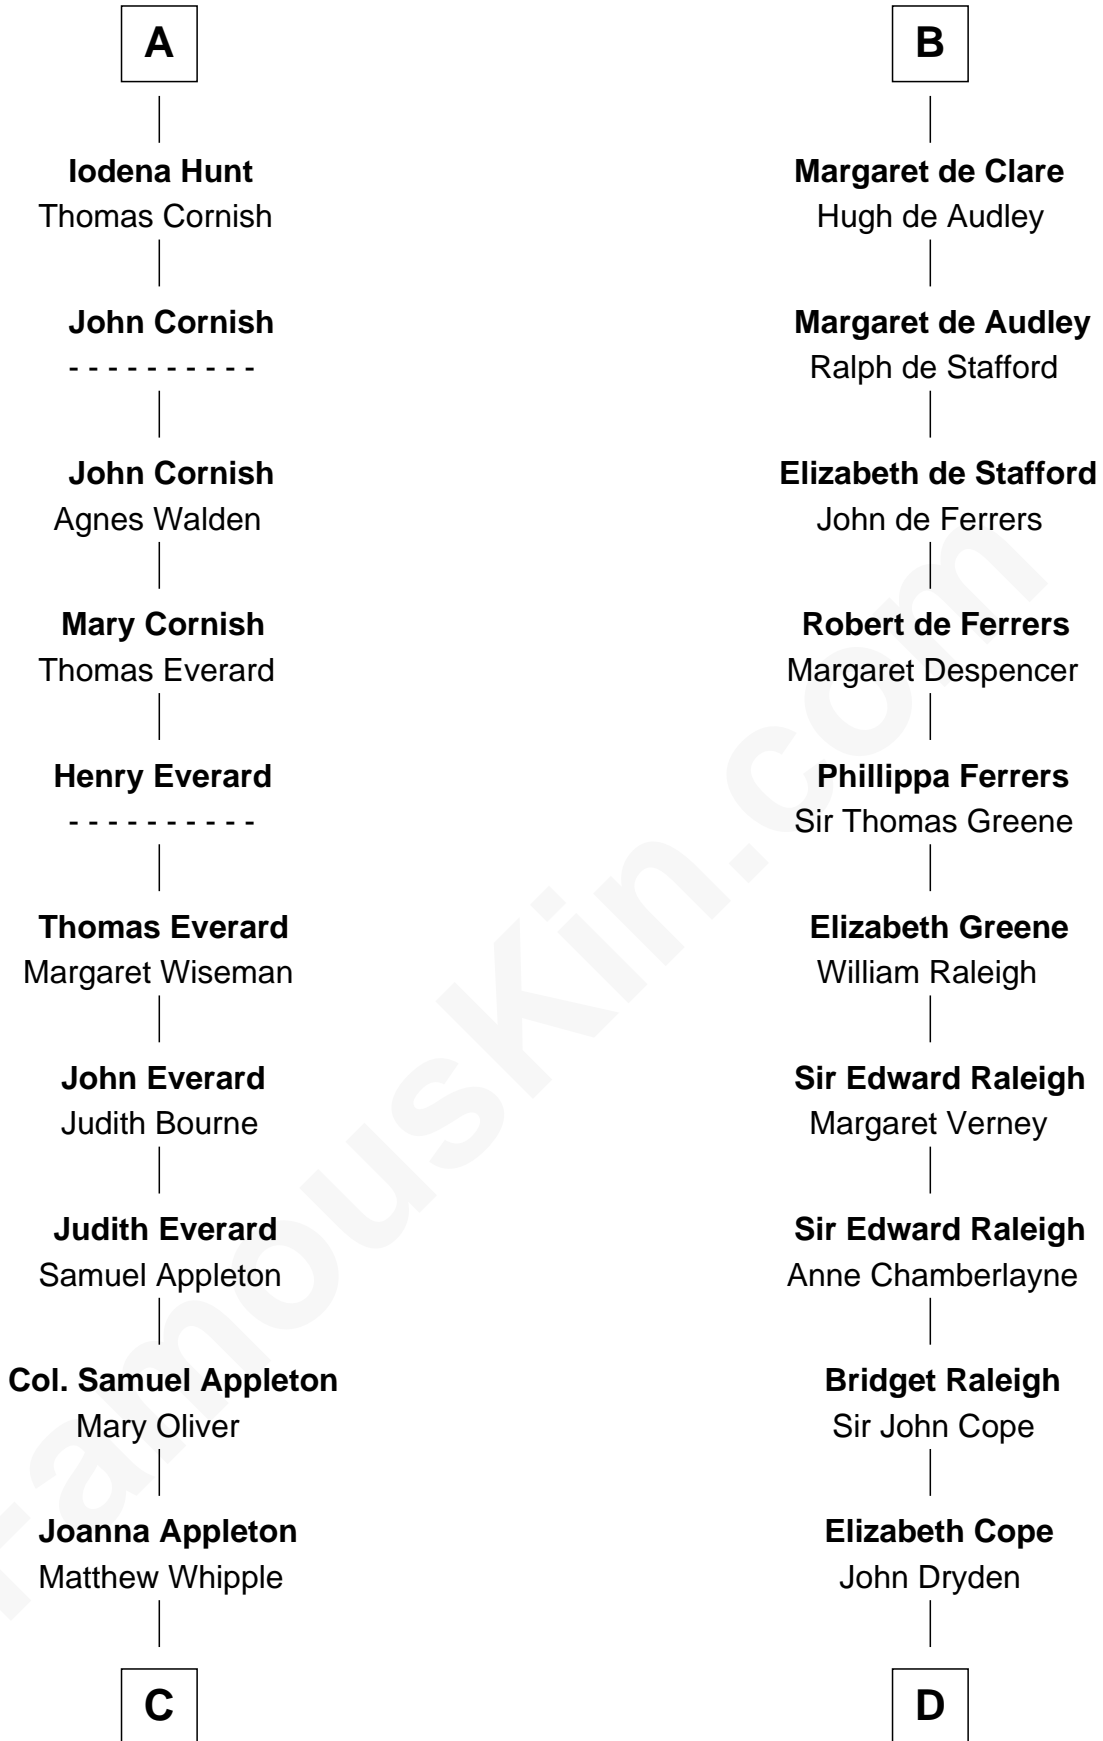 A
Iodena Hunt
Thomas Cornish
John Cornish
- - - - - - - - - -
John Cornish
Agnes Walden
Mary Cornish
Thomas Everard
Henry Everard
- - - - - - - - - -
Thomas Everard
Margaret Wiseman
John Everard
Judith Bourne
Judith Everard
Samuel Appleton
Col. Samuel Appleton
Mary Oliver
Joanna Appleton
Matthew Whipple
C
B
Margaret de Clare
Hugh de Audley
Margaret de Audley
Ralph de Stafford
Elizabeth de Stafford
John de Ferrers
Robert de Ferrers
Margaret Despencer
Phillippa Ferrers
Sir Thomas Greene
Elizabeth Greene
William Raleigh
Sir Edward Raleigh
Margaret Verney
Sir Edward Raleigh
Anne Chamberlayne
Bridget Raleigh
Sir John Cope
Elizabeth Cope
John Dryden
D
FamousKin.com